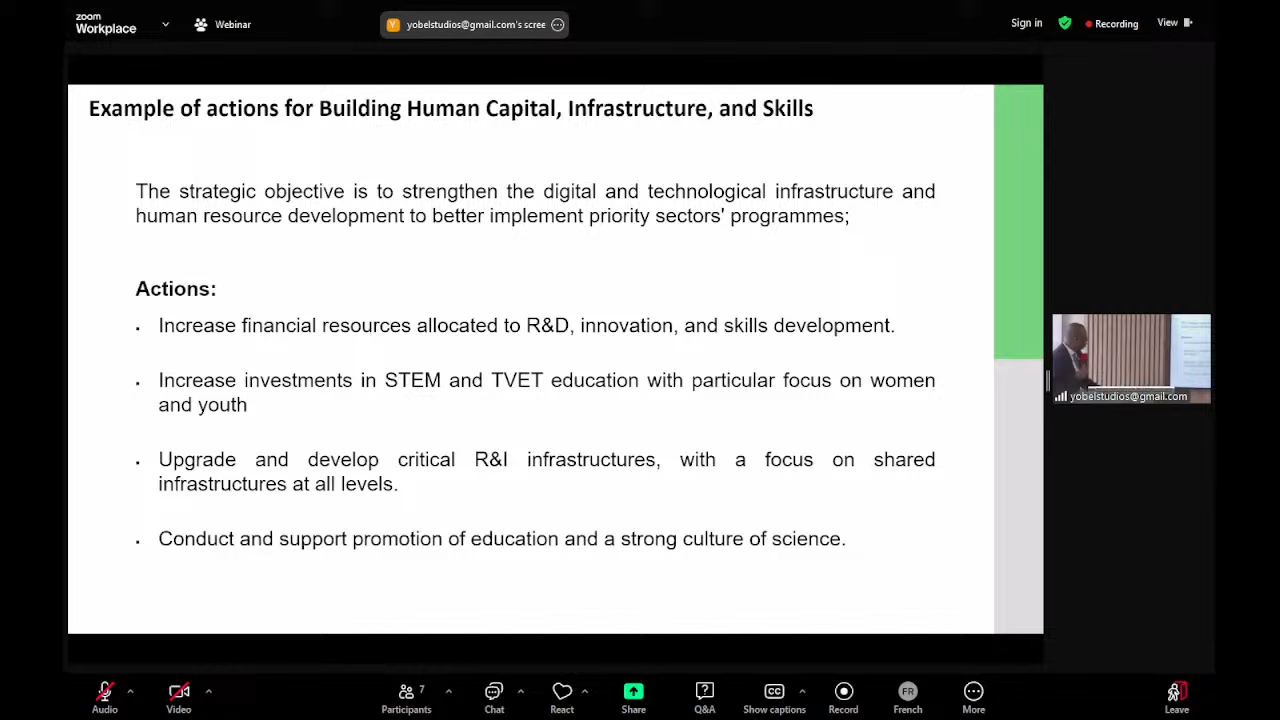 zoom
Workplace
Webinar
Y yobelstudios@gmail.com's scree
Sign in
Recording
View
Example of actions for Building Human Capital, Infrastructure, and Skills
The strategic objective is to strengthen the digital and technological infrastructure and
human resource development to better implement priority sectors' programmes;
Actions:
▪ Increase financial resources allocated to R&D, innovation, and skills development.
▪ Increase investments in STEM and TVET education with particular focus on women
and youth
▪ Upgrade and develop critical R&I infrastructures, with a focus on shared
infrastructures at all levels.
▪ Conduct and support promotion of education and a strong culture of science.
yobelstudios@gmail.com
7
CC
FR
Audio
Video
Participants
Chat
React
Share
Q&A
Show captions
Record
French
More
Leave